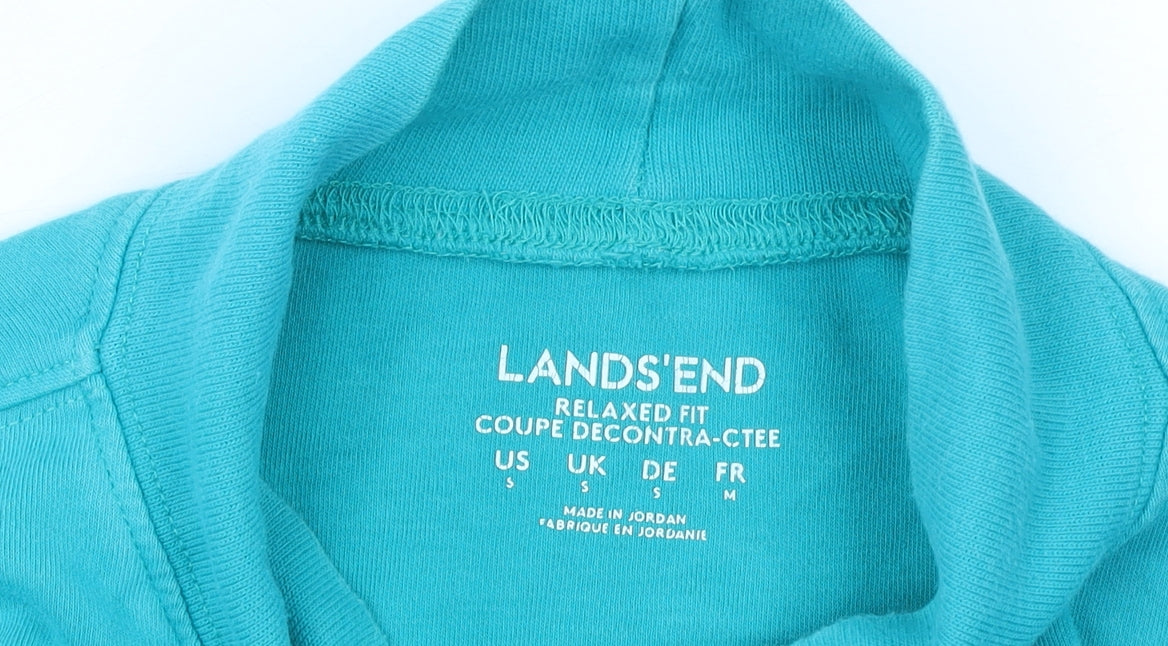 LANDS'END
RELAXED FIT
COUPE DECONTRA-CTEE
US UK DE FR
S S S M
MADE IN JORDAN
FABRIQUE EN JORDANIE